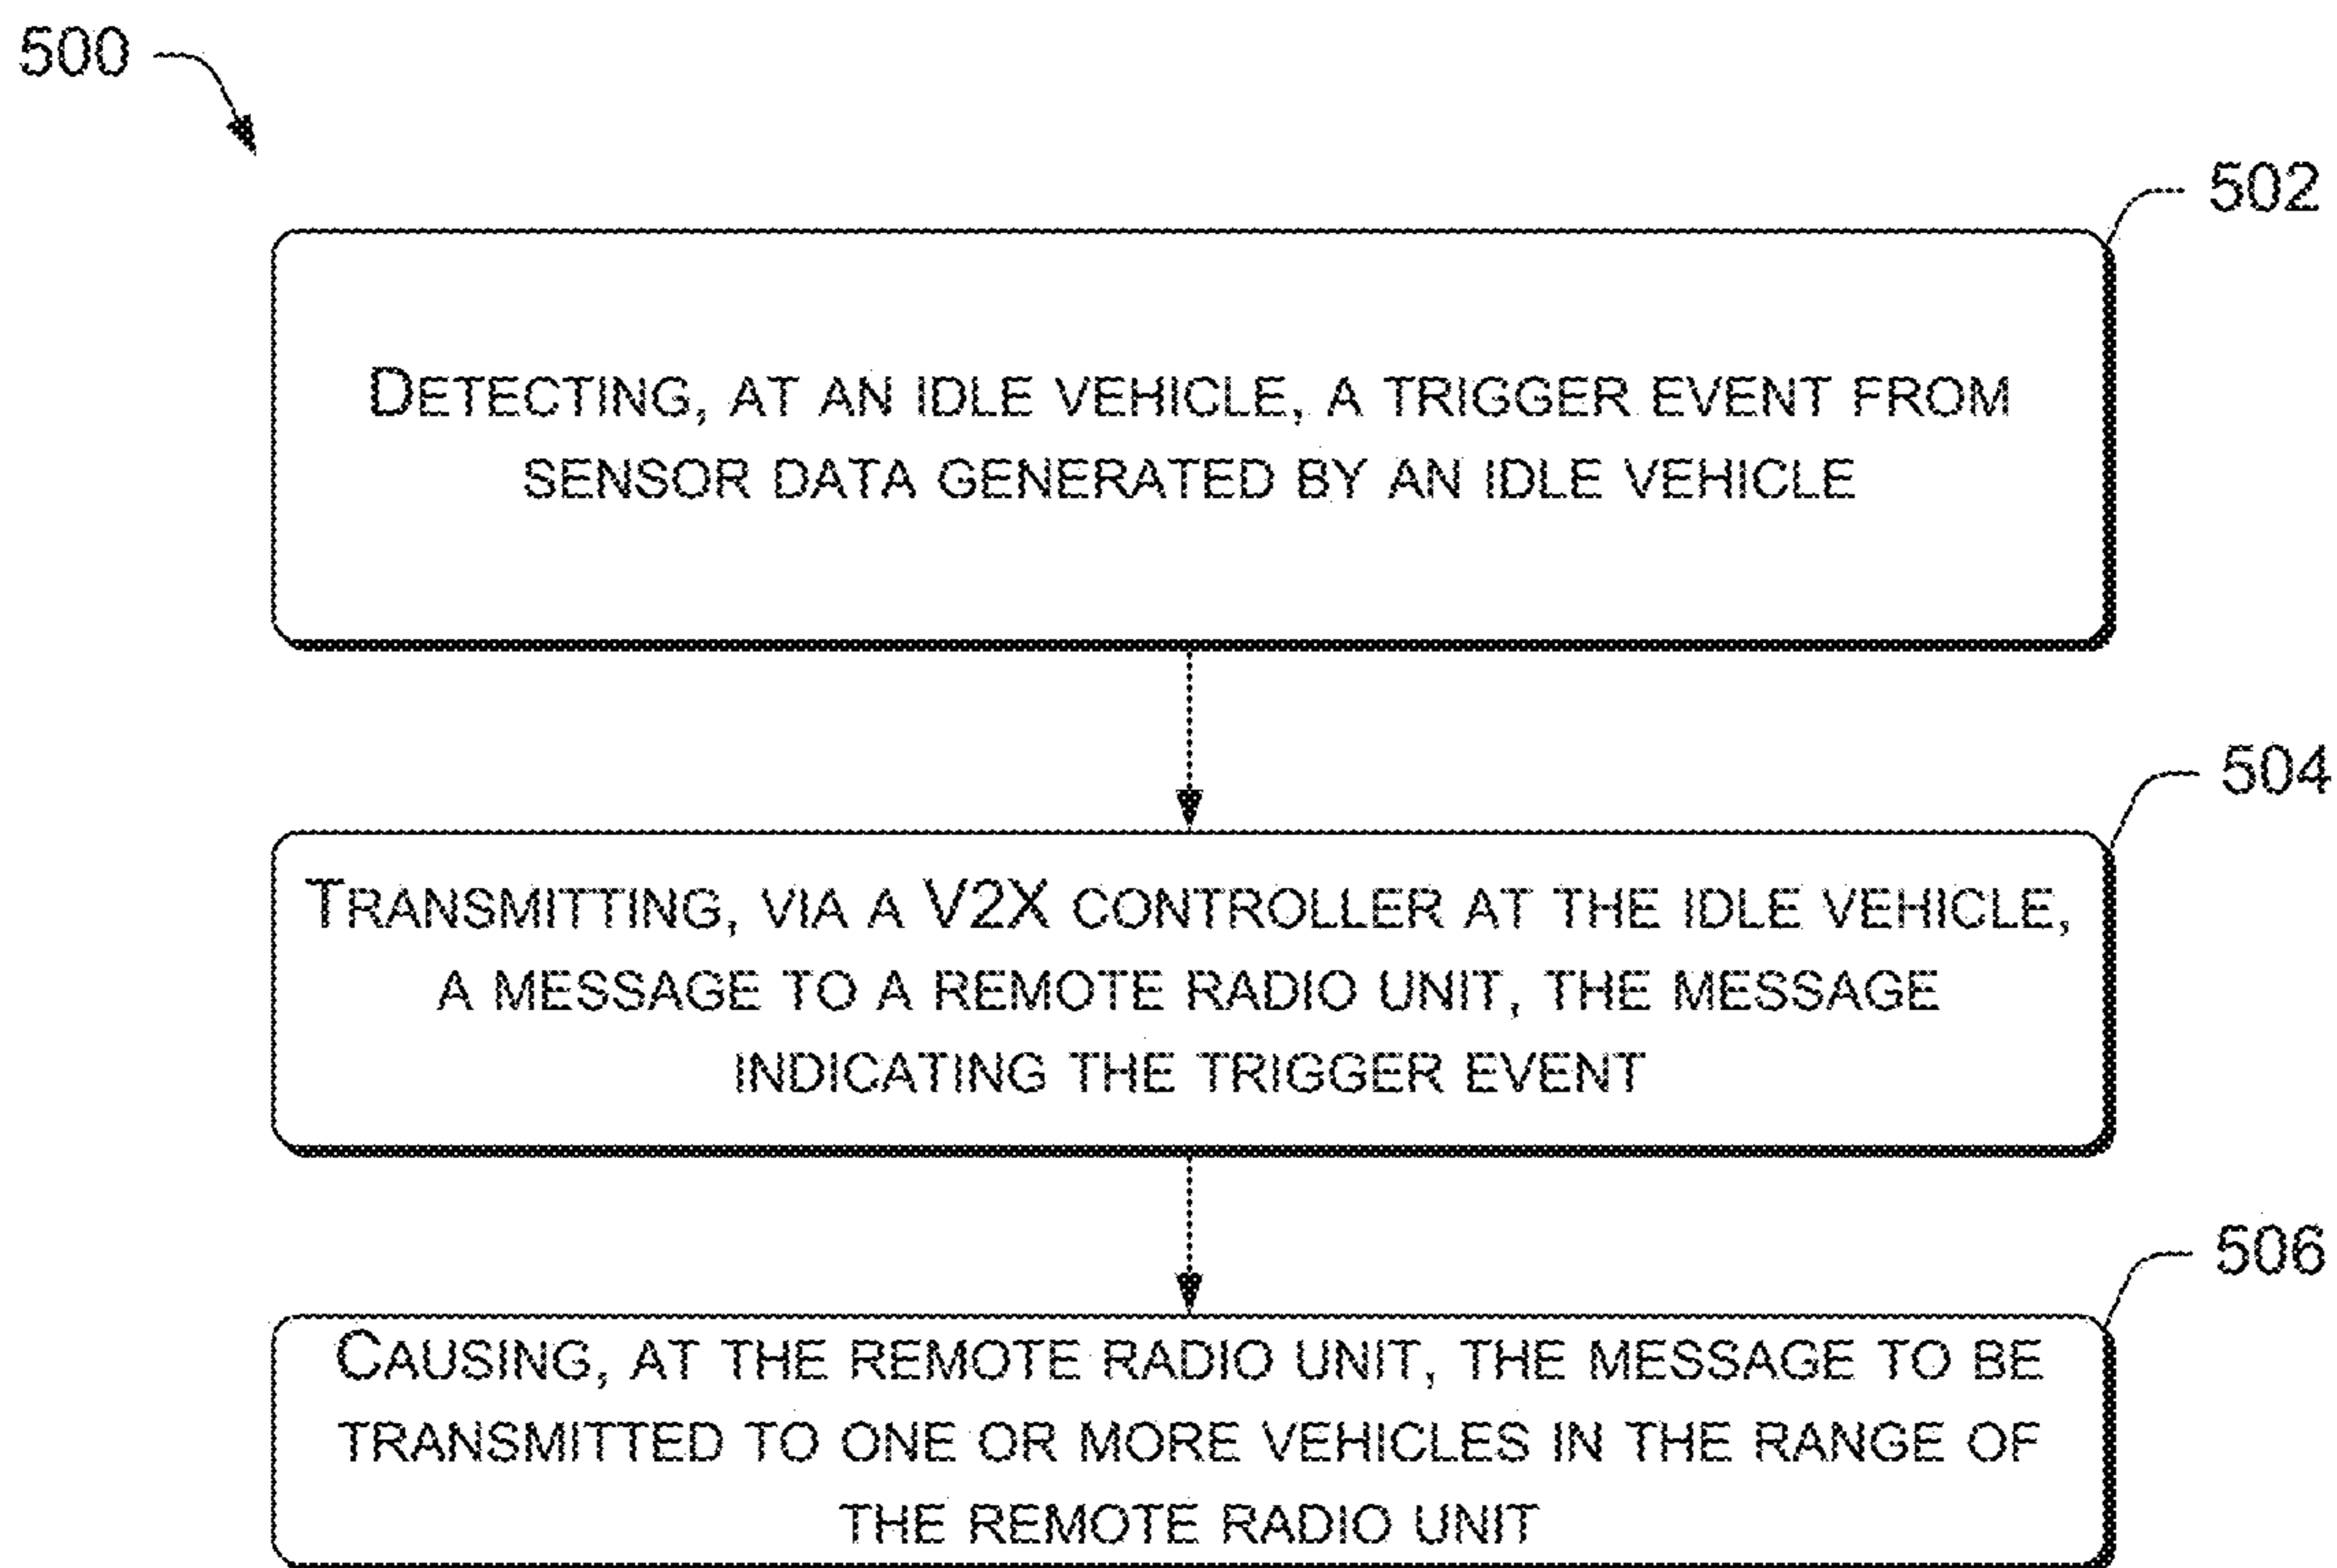 500
502
DETECTING, AT AN IDLE VEHICLE, A TRIGGER EVENT FROM
SENSOR DATA GENERATED BY AN IDLE VEHICLE
504
TRANSMITTING, VIA A V2X CONTROLLER AT THE IDLE VEHICLE,
A MESSAGE TO A REMOTE RADIO UNIT, THE MESSAGE
INDICATING THE TRIGGER EVENT
506
CAUSING, AT THE REMOTE RADIO UNIT, THE MESSAGE TO BE
TRANSMITTED TO ONE OR MORE VEHICLES IN THE RANGE OF
THE REMOTE RADIO UNIT